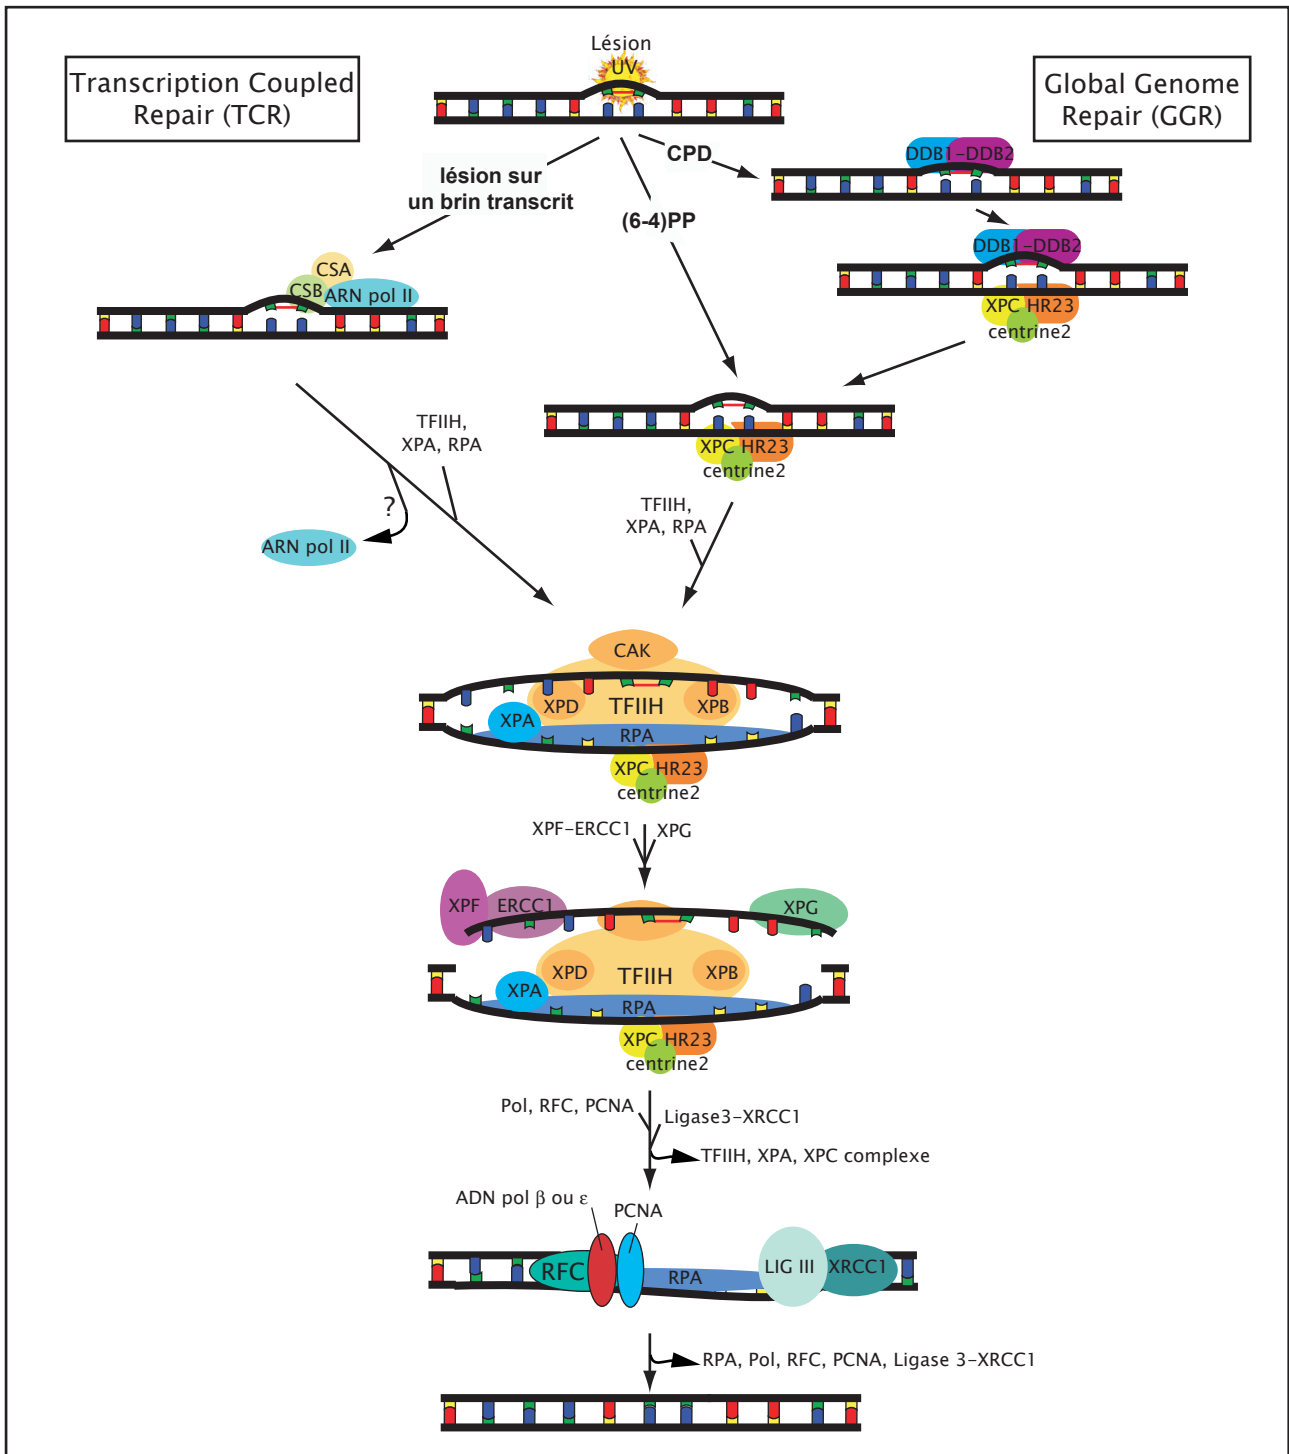 Lésion
UV
Transcription Coupled
Repair (TCR)
Global Genome
Repair (GGR)
CPD
DDB1-DDB2
lésion sur
un brin transcrit
(6-4)PP
DDB1-DDB2
XPC HR23
centrine2
CSA
CSB
ARN pol II
TFIIH,
XPA, RPA
?
ARN pol II
XPC HR23
centrine2
TFIIH,
XPA, RPA
CAK
XPD
TFIIH
XPB
XPA
RPA
XPC HR23
centrine2
XPF-ERCC1
XPG
XPF
ERCC1
XPG
XPD
TFIIH
XPB
XPA
RPA
XPC HR23
centrine2
Pol, RFC, PCNA
Ligase3-XRCC1
TFIIH, XPA, XPC complexe
ADN pol β ou ε
PCNA
RFC
RPA
LIG III
XRCC1
RPA, Pol, RFC, PCNA, Ligase 3-XRCC1